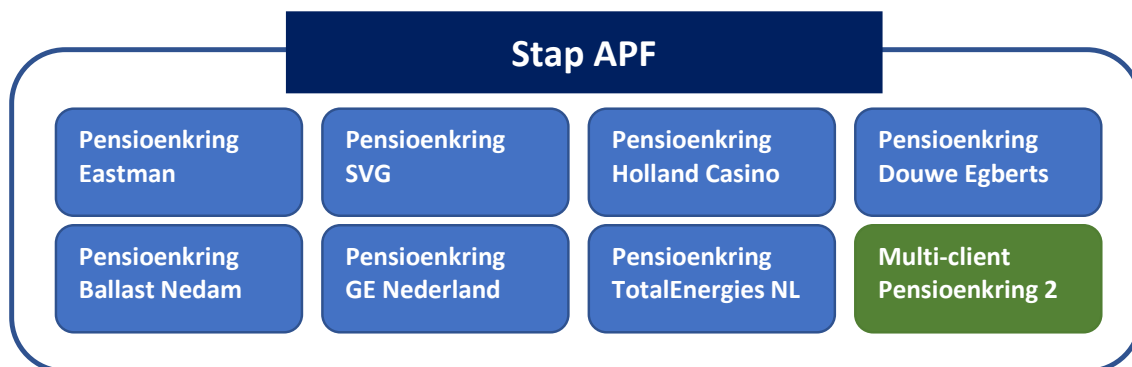 Stap APF
Pensioenkring
Eastman
Pensioenkring
SVG
Pensioenkring
Holland Casino
Pensioenkring
Douwe Egberts
Pensioenkring
Ballast Nedam
Pensioenkring
GE Nederland
Pensioenkring
TotalEnergies NL
Multi-client
Pensioenkring 2